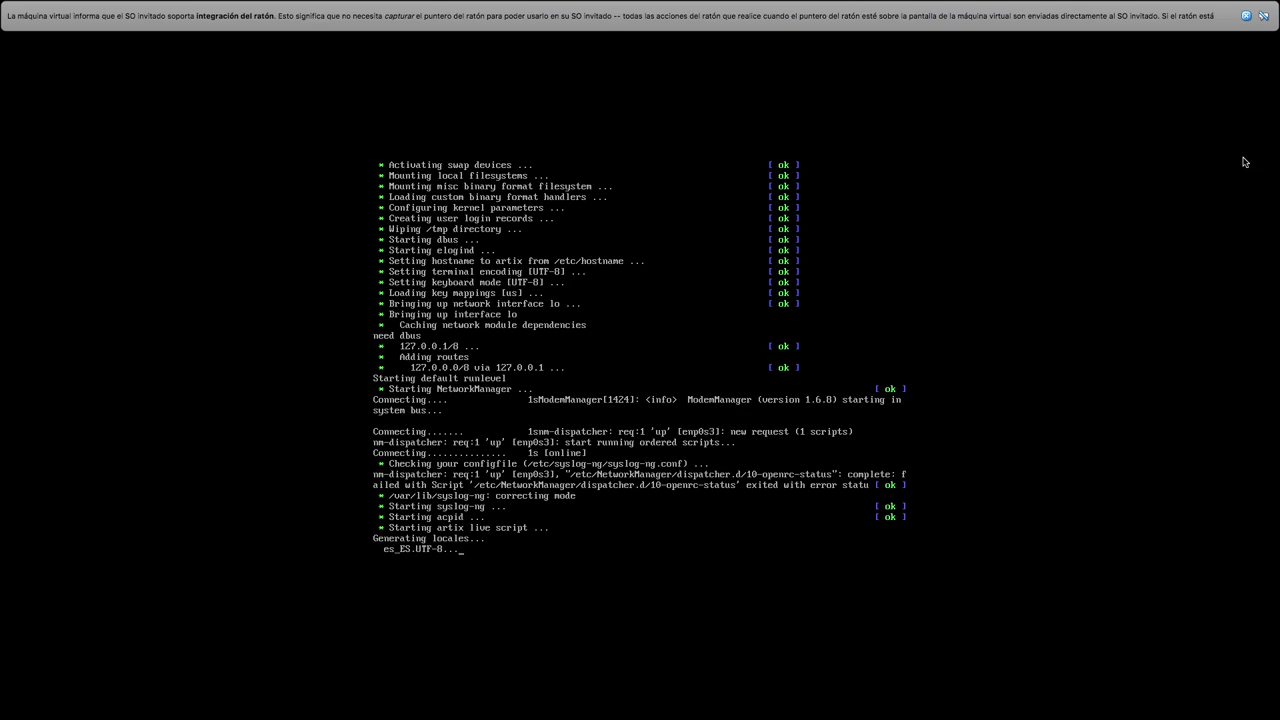 La máquina virtual informa que el SO invitado soporta integración del ratón. Esto significa que no necesita capturar el puntero del ratón para poder usarlo en su SO invitado -- todas las acciones del ratón que realice cuando el puntero del ratón esté sobre la pantalla de la máquina virtual son enviadas directamente al SO invitado. Si el ratón está
* Activating swap devices ... [ ok ]
* Mounting local filesystems ... [ ok ]
* Mounting misc binary format filesystem ... [ ok ]
* Loading custom binary format handlers ... [ ok ]
* Configuring kernel parameters ... [ ok ]
* Creating user login records ... [ ok ]
* Wiping /tmp directory ... [ ok ]
* Starting dbus ... [ ok ]
* Starting elogind ... [ ok ]
* Setting hostname to artix from /etc/hostname ... [ ok ]
* Setting terminal encoding [UTF-8] ... [ ok ]
* Setting keyboard mode [UTF-8] ... [ ok ]
* Loading key mappings [us] ... [ ok ]
* Bringing up network interface lo ... [ ok ]
* Bringing up interface lo
* Caching network module dependencies
need dbus
* 127.0.0.1/8 ... [ ok ]
* Adding routes
* 127.0.0.0/8 via 127.0.0.1 ... [ ok ]
Starting default runlevel
* Starting NetworkManager ... [ ok ]
Connecting.... 1sModemManager[1424]: <info> ModemManager (version 1.6.8) starting in
system bus...
Connecting....... 1snm-dispatcher: req:1 'up' [enp0s3]: new request (1 scripts)
nm-dispatcher: req:1 'up' [enp0s3]: start running ordered scripts...
Connecting............... 1s [online]
* Checking your configfile (/etc/syslog-ng/syslog-ng.conf) ...
nm-dispatcher: req:1 'up' [enp0s3], "/etc/NetworkManager/dispatcher.d/10-openrc-status": complete: f
ailed with Script '/etc/NetworkManager/dispatcher.d/10-openrc-status' exited with error statu [ ok ]
* /var/lib/syslog-ng: correcting mode
* Starting syslog-ng ... [ ok ]
* Starting acpid ... [ ok ]
* Starting artix live script ...
Generating locales...
es_ES.UTF-8..._